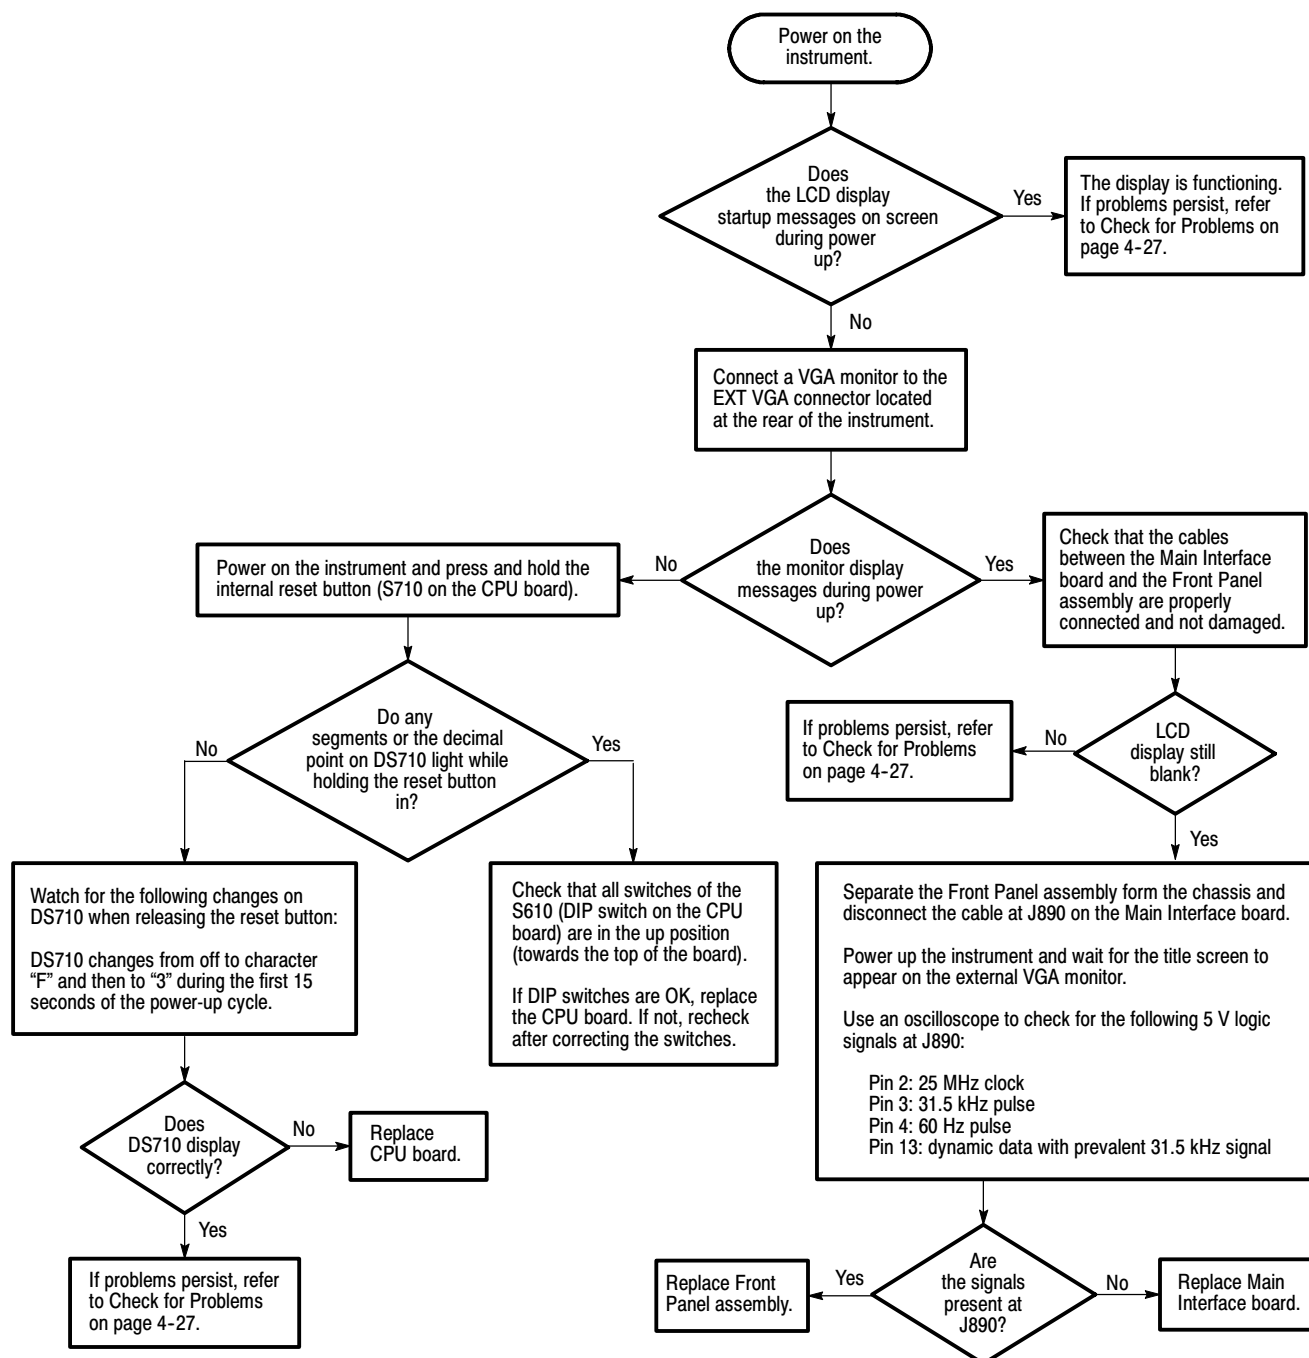 Power on the
instrument.
Does
the LCD display
startup messages on screen
during power
up?
Yes
The display is functioning.
If problems persist, refer
to Check for Problems on
page 4-27.
No
Connect a VGA monitor to the
EXT VGA connector located
at the rear of the instrument.
Does
the monitor display
messages during power
up?
No
Yes
Power on the instrument and press and hold the
internal reset button (S710 on the CPU board).
Check that the cables
between the Main Interface
board and the Front Panel
assembly are properly
connected and not damaged.
Do any
segments or the decimal
point on DS710 light while
holding the reset button
in?
No
Yes
If problems persist, refer
to Check for Problems
on page 4-27.
No
LCD
display still
blank?
Yes
Watch for the following changes on
DS710 when releasing the reset button:
DS710 changes from off to character
“F” and then to “3” during the first 15
seconds of the power-up cycle.
Check that all switches of the
S610 (DIP switch on the CPU
board) are in the up position
(towards the top of the board).
If DIP switches are OK, replace
the CPU board. If not, recheck
after correcting the switches.
Separate the Front Panel assembly form the chassis and
disconnect the cable at J890 on the Main Interface board.
Power up the instrument and wait for the title screen to
appear on the external VGA monitor.
Use an oscilloscope to check for the following 5 V logic
signals at J890:
Pin 2: 25 MHz clock
Pin 3: 31.5 kHz pulse
Pin 4: 60 Hz pulse
Pin 13: dynamic data with prevalent 31.5 kHz signal
Does
DS710 display
correctly?
No
Replace
CPU board.
Yes
If problems persist, refer
to Check for Problems
on page 4-27.
Are
the signals
present at
J890?
Yes
Replace Front
Panel assembly.
No
Replace Main
Interface board.